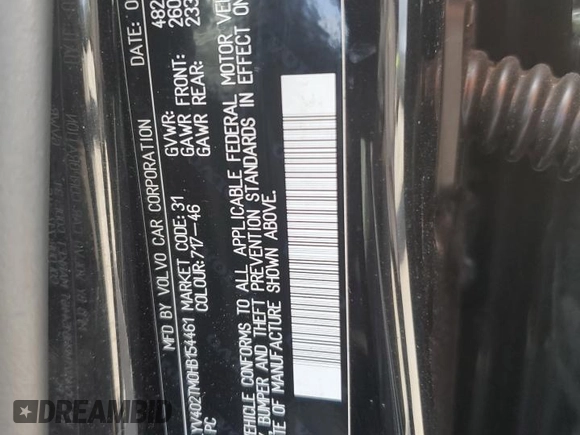 MFD BY VOLVO CAR CORPORATION DATE: 0
GVWR: 482
GAWR FRONT: 260
GAWR REAR: 233
MARKET CODE: 31
COLOUR: 717-46
VEHICLE CONFORMS TO ALL APPLICABLE FEDERAL MOTOR VEH
BUMPER AND THEFT PREVENTION STANDARDS IN EFFECT ON
OF MANUFACTURE SHOWN ABOVE.
DREAMBID